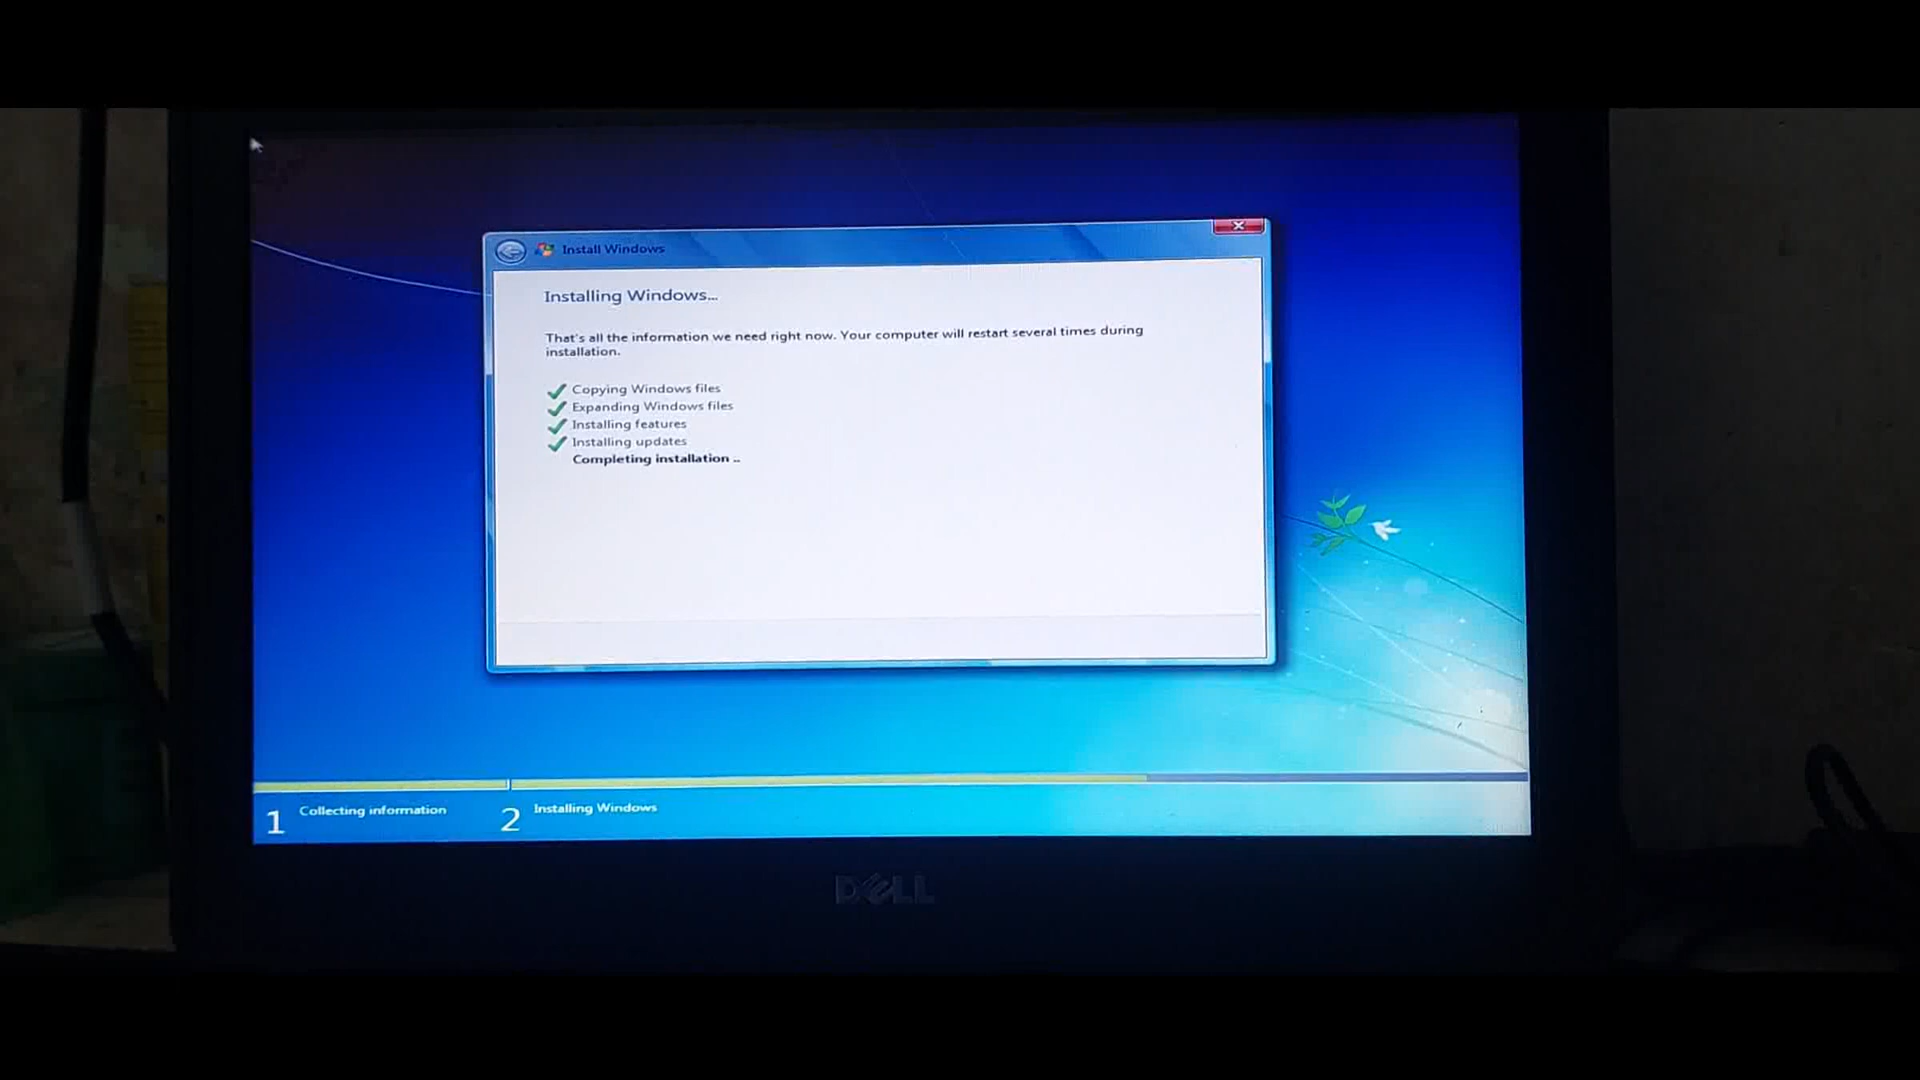 Install Windows
Installing Windows...
That's all the information we need right now. Your computer will restart several times during
installation.
Copying Windows files
Expanding Windows files
Installing features
Installing updates
Completing installation ..
1 Collecting information
2 Installing Windows
DELL